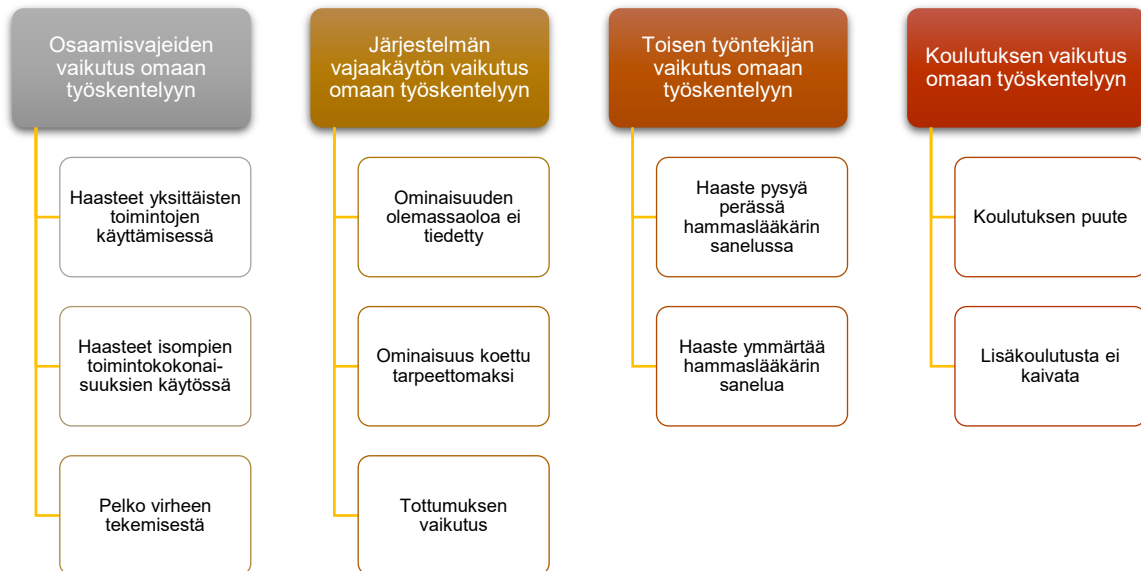 Osaamisvajeiden
vaikutus omaan
työskentelyyn
Haasteet yksittäisten
toimintojen
käyttämisessä
Haasteet isompien
toimintokokonai-
suuksien käytössä
Pelko virheen
tekemisestä
Järjestelmän
vajaakäytön vaikutus
omaan työskentelyyn
Ominaisuuden
olemassaoloa ei
tiedetty
Ominaisuus koettu
tarpeettomaksi
Tottumuksen
vaikutus
Toisen työntekijän
vaikutus omaan
työskentelyyn
Haaste pysyä
perässä
hammaslääkärin
sanelussa
Haaste ymmärtää
hammaslääkärin
sanelua
Koulutuksen vaikutus
omaan työskentelyyn
Koulutuksen puute
Lisäkoulutusta ei
kaivata